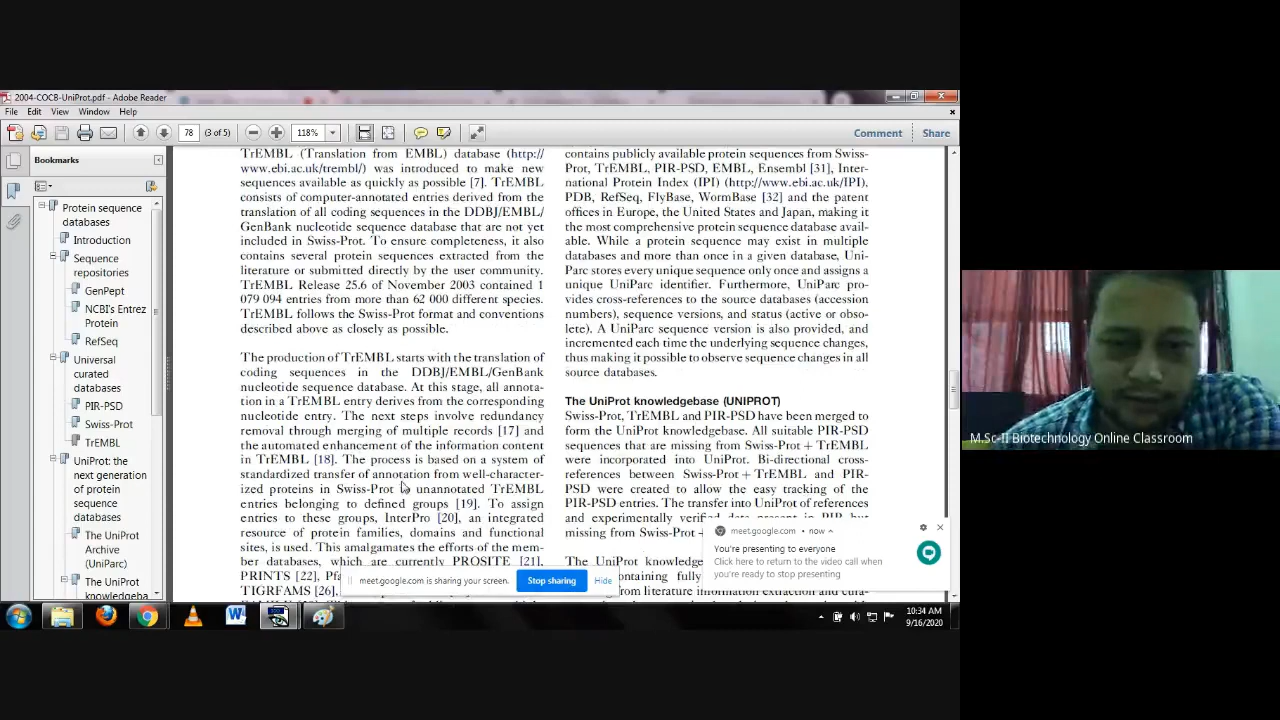 2004-COCB-UniProt.pdf - Adobe Reader
File Edit View Window Help
78 (3 of 5) 118%
Comment Share
Bookmarks
Protein sequence
databases
Introduction
Sequence
repositories
GenPept
NCBI's Entrez
Protein
RefSeq
Universal
curated
databases
PIR-PSD
Swiss-Prot
TrEMBL
UniProt: the
next generation
of protein
sequence
databases
The UniProt
Archive
(UniParc)
The UniProt
knowledgeba
TrEMBL (Translation from EMBL) database (http://
www.ebi.ac.uk/trembl/) was introduced to make new
sequences available as quickly as possible [7]. TrEMBL
consists of computer-annotated entries derived from the
translation of all coding sequences in the DDBJ/EMBL/
GenBank nucleotide sequence database that are not yet
included in Swiss-Prot. To ensure completeness, it also
contains several protein sequences extracted from the
literature or submitted directly by the user community.
TrEMBL Release 25.6 of November 2003 contained 1
079 094 entries from more than 62 000 different species.
TrEMBL follows the Swiss-Prot format and conventions
described above as closely as possible.
The production of TrEMBL starts with the translation of
coding sequences in the DDBJ/EMBL/GenBank
nucleotide sequence database. At this stage, all annota-
tion in a TrEMBL entry derives from the corresponding
nucleotide entry. The next steps involve redundancy
removal through merging of multiple records [17] and
the automated enhancement of the information content
in TrEMBL [18]. The process is based on a system of
standardized transfer of annotation from well-character-
ized proteins in Swiss-Prot to unannotated TrEMBL
entries belonging to defined groups [19]. To assign
entries to these groups, InterPro [20], an integrated
resource of protein families, domains and functional
sites, is used. This amalgamates the efforts of the mem-
ber databases, which are currently PROSITE [21],
PRINTS [22], Pf
TIGRFAMS [26].
contains publicly available protein sequences from Swiss-
Prot, TrEMBL, PIR-PSD, EMBL, Ensembl [31], Inter-
national Protein Index (IPI) (http://www.ebi.ac.uk/IPI),
PDB, RefSeq, FlyBase, WormBase [32] and the patent
offices in Europe, the United States and Japan, making it
the most comprehensive protein sequence database avail-
able. While a protein sequence may exist in multiple
databases and more than once in a given database, Uni-
Parc stores every unique sequence only once and assigns a
unique UniParc identifier. Furthermore, UniParc pro-
vides cross-references to the source databases (accession
numbers), sequence versions, and status (active or obso-
lete). A UniParc sequence version is also provided, and
incremented each time the underlying sequence changes,
thus making it possible to observe sequence changes in all
source databases.
The UniProt knowledgebase (UNIPROT)
Swiss-Prot, TrEMBL and PIR-PSD have been merged to
form the UniProt knowledgebase. All suitable PIR-PSD
sequences that are missing from Swiss-Prot + TrEMBL
were incorporated into UniProt. Bi-directional cross-
references between Swiss-Prot + TrEMBL and PIR-
PSD were created to allow the easy tracking of the
PIR-PSD entries. The transfer into UniProt of references
and experimentally verified data present in PIR but
missing from Swiss-Prot +
The UniProt knowled
containing fully
from literature information extraction and cura-
meet.google.com • now
You're presenting to everyone
Click here to return to the video call when
you're ready to stop presenting
meet.google.com is sharing your screen.
Stop sharing
Hide
10:34 AM
9/16/2020
M.Sc-II Biotechnology Online Classroom